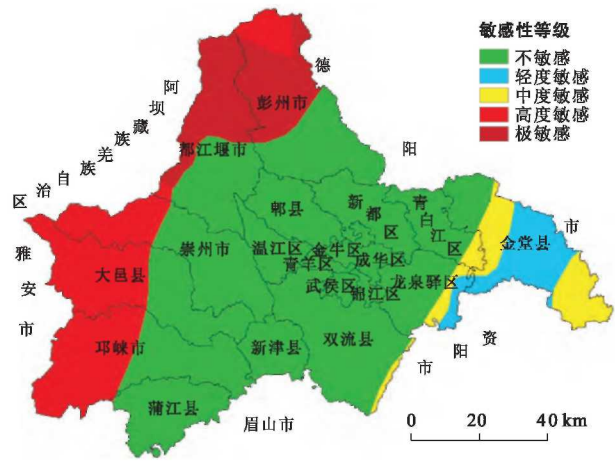 敏感性等级
不敏感
轻度敏感
中度敏感
高度敏感
极敏感
阿坝藏族羌族自治区
德阳市
彭州市
都江堰市
郫县
新都区
青白江区
金堂县
崇州市
温江区
金牛区
青羊区
成华区
龙泉驿区
武侯区
锦江区
大邑县
雅安市
邛崃市
新津县
双流县
资阳市
蒲江县
眉山市
0 20 40 km